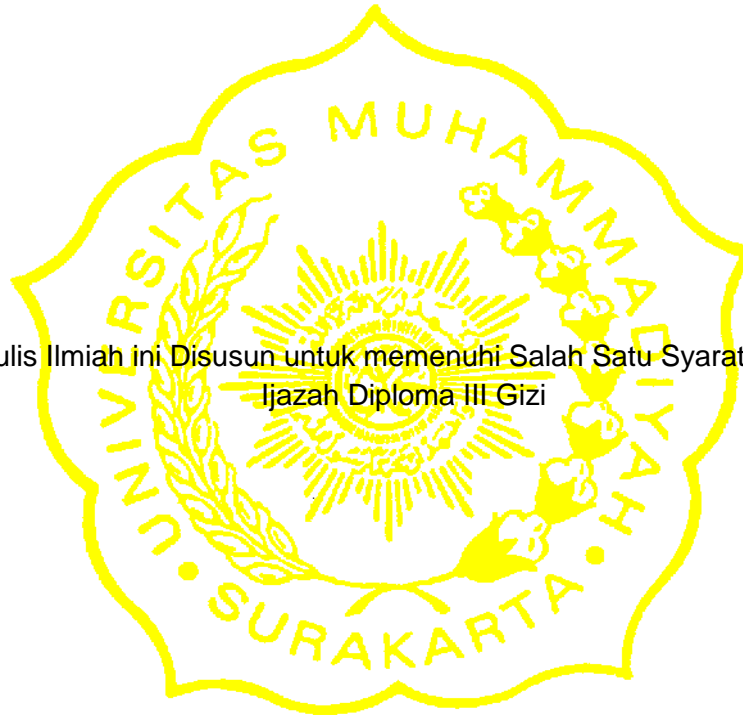 UNIVERSITAS MUHAMMADIYAH
SURAKARTA
ulis Ilmiah ini Disusun untuk memenuhi Salah Satu Syarat
Ijazah Diploma III Gizi